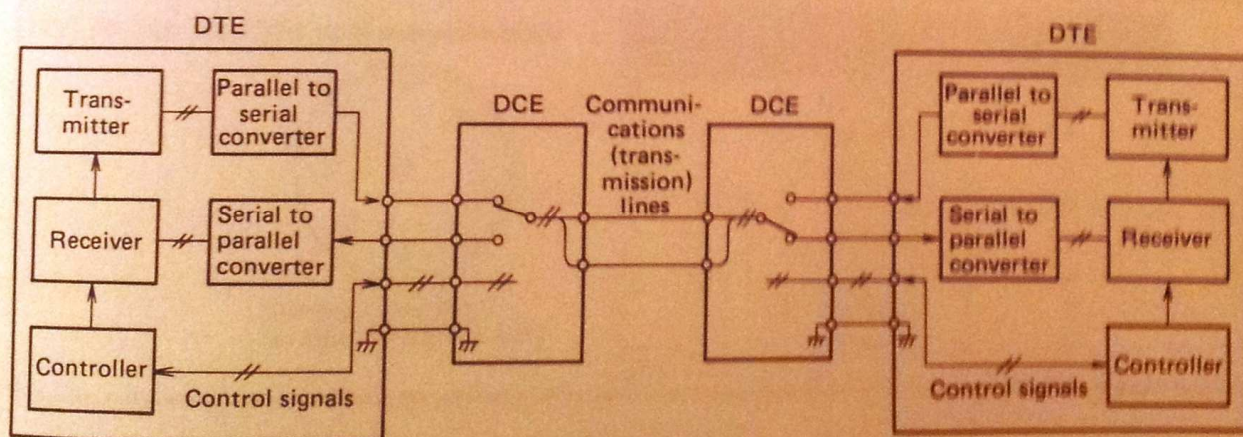 DTE
Trans-
mitter
Parallel to
serial
converter
Receiver
Serial to
parallel
converter
Controller
Control signals
DCE
Communi-
cations
(trans-
mission)
lines
DCE
DTE
Parallel to
serial
converter
Trans-
mitter
Serial to
parallel
converter
Receiver
Controller
Control signals